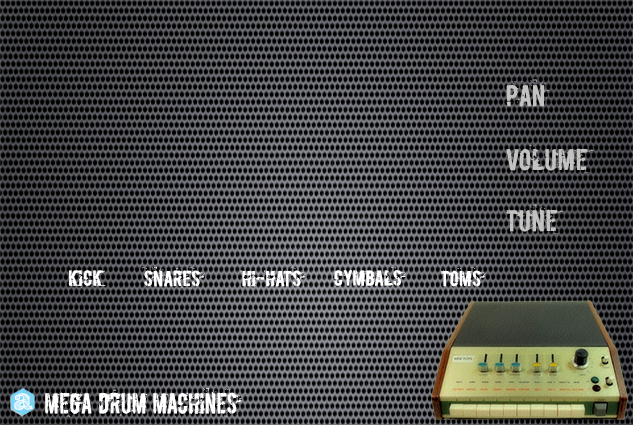 PAN
VOLUME
TUNE
KICK SNARES HI-HATS CYMBALS TOMS
MEGA DRUM MACHINES